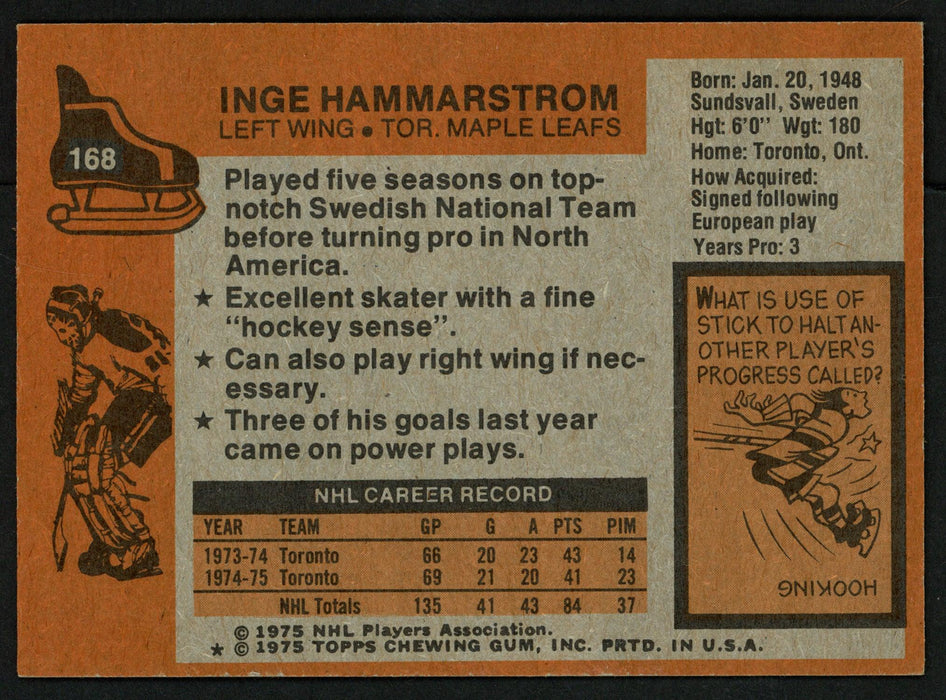 168
INGE HAMMARSTROM
LEFT WING • TOR. MAPLE LEAFS
Born: Jan. 20, 1948
Sundsvall, Sweden
Hgt: 6'0" Wgt: 180
Home: Toronto, Ont.
How Acquired:
Signed following
European play
Years Pro: 3
Played five seasons on top-
notch Swedish National Team
before turning pro in North
America.
★ Excellent skater with a fine
"hockey sense".
★ Can also play right wing if nec-
essary.
★ Three of his goals last year
came on power plays.
WHAT IS USE OF
STICK TO HALT AN-
OTHER PLAYER'S
PROGRESS CALLED?
HOOKING
NHL CAREER RECORD
YEAR TEAM GP G A PTS PIM
1973-74 Toronto 66 20 23 43 14
1974-75 Toronto 69 21 20 41 23
NHL Totals 135 41 43 84 37
© 1975 NHL Players Association.
★ © 1975 TOPPS CHEWING GUM, INC. PRTD. IN U.S.A.